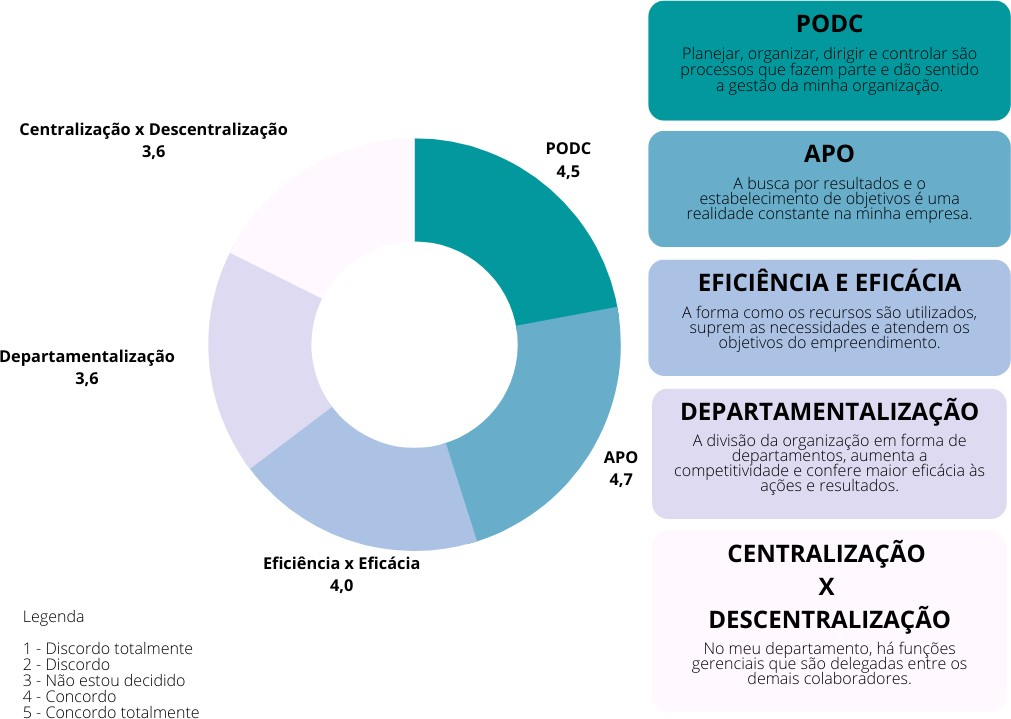 Centralização x Descentralização
3,6
PODC
4,5
Departamentalização
3,6
APO
4,7
Eficiência x Eficácia
4,0
Legenda
1 - Discordo totalmente
2 - Discordo
3 - Não estou decidido
4 - Concordo
5 - Concordo totalmente
PODC
Planejar, organizar, dirigir e controlar são
processos que fazem parte e dão sentido
a gestão da minha organização.
APO
A busca por resultados e o
estabelecimento de objetivos é uma
realidade constante na minha empresa.
EFICIÊNCIA E EFICÁCIA
A forma como os recursos são utilizados,
suprem as necessidades e atendem os
objetivos do empreendimento.
DEPARTAMENTALIZAÇÃO
A divisão da organização em forma de
departamentos, aumenta a
competitividade e confere maior eficácia às
ações e resultados.
CENTRALIZAÇÃO
X
DESCENTRALIZAÇÃO
No meu departamento, há funções
gerenciais que são delegadas entre os
demais colaboradores.